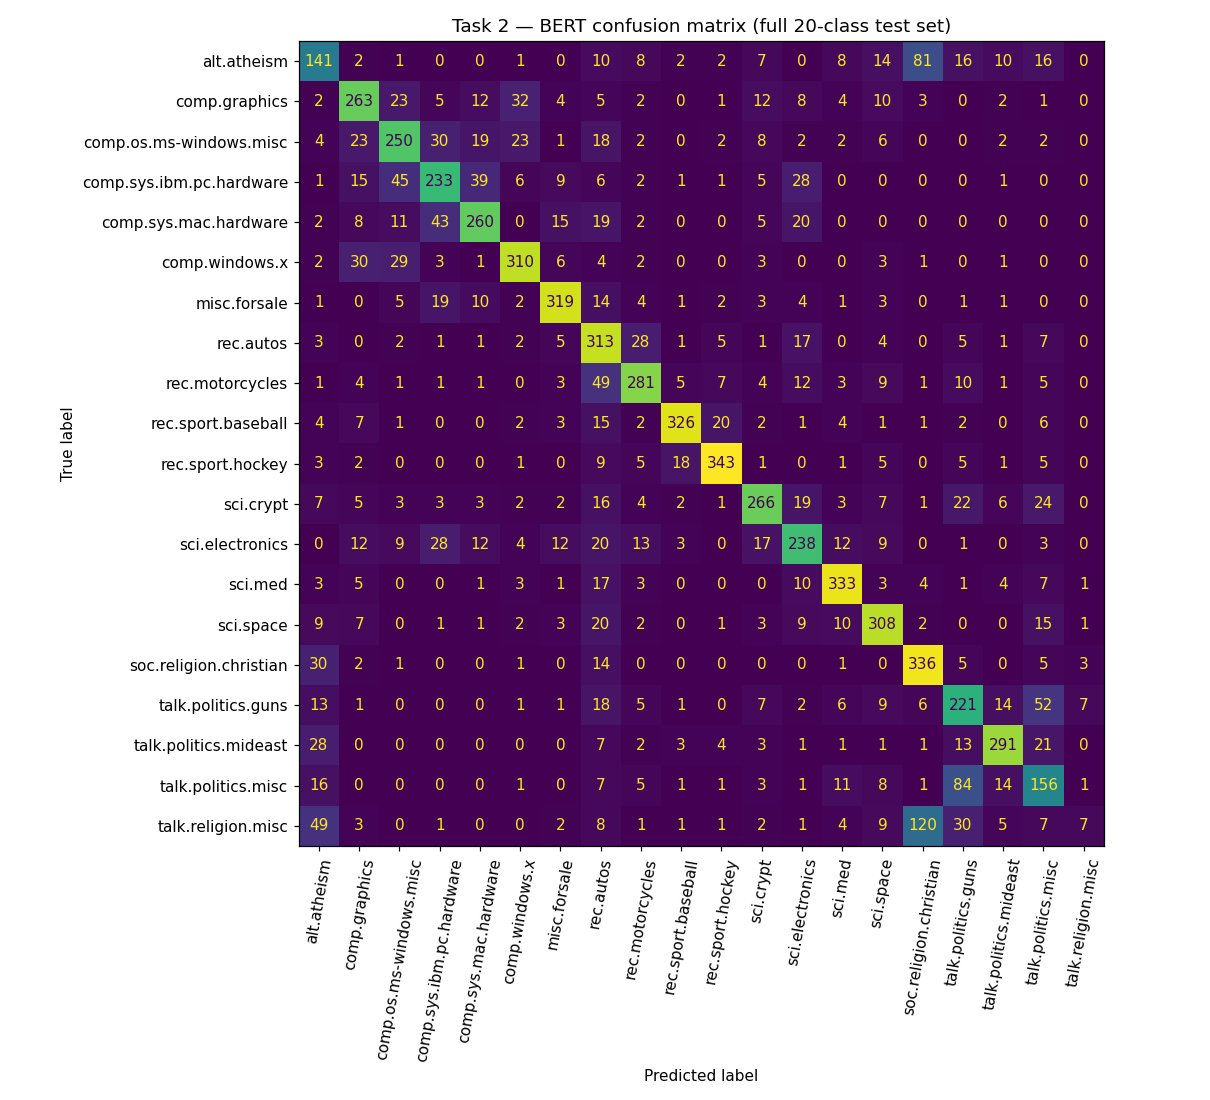 Task 2 — BERT confusion matrix (full 20-class test set)
alt.atheism 141 2 1 0 0 1 0 10 8 2 2 7 0 8 14 81 16 10 16 0
comp.graphics 2 263 23 5 12 32 4 5 2 0 1 12 8 4 10 3 0 2 1 0
comp.os.ms-windows.misc 4 23 250 30 19 23 1 18 2 0 2 8 2 2 6 0 0 2 2 0
comp.sys.ibm.pc.hardware 1 15 45 233 39 6 9 6 2 1 1 5 28 0 0 0 0 1 0 0
comp.sys.mac.hardware 2 8 11 43 260 0 15 19 2 0 0 5 20 0 0 0 0 0 0 0
comp.windows.x 2 30 29 3 1 310 6 4 2 0 0 3 0 0 3 1 0 1 0 0
misc.forsale 1 0 5 19 10 2 319 14 4 1 2 3 4 1 3 0 1 1 0 0
rec.autos 3 0 2 1 1 2 5 313 28 1 5 1 17 0 4 0 5 1 7 0
rec.motorcycles 1 4 1 1 1 0 3 49 281 5 7 4 12 3 9 1 10 1 5 0
rec.sport.baseball 4 7 1 0 0 2 3 15 2 326 20 2 1 4 1 1 2 0 6 0
rec.sport.hockey 3 2 0 0 0 1 0 9 5 18 343 1 0 1 5 0 5 1 5 0
sci.crypt 7 5 3 3 3 2 2 16 4 2 1 266 19 3 7 1 22 6 24 0
sci.electronics 0 12 9 28 12 4 12 20 13 3 0 17 238 12 9 0 1 0 3 0
sci.med 3 5 0 0 1 3 1 17 3 0 0 0 10 333 3 4 1 4 7 1
sci.space 9 7 0 1 1 2 3 20 2 0 1 3 9 10 308 2 0 0 15 1
soc.religion.christian 30 2 1 0 0 1 0 14 0 0 0 0 0 1 0 336 5 0 5 3
talk.politics.guns 13 1 0 0 0 1 1 18 5 1 0 7 2 6 9 6 221 14 52 7
talk.politics.mideast 28 0 0 0 0 0 0 7 2 3 4 3 1 1 1 1 13 291 21 0
talk.politics.misc 16 0 0 0 0 1 0 7 5 1 1 3 1 11 8 1 84 14 156 1
talk.religion.misc 49 3 0 1 0 0 2 8 1 1 1 2 1 4 9 120 30 5 7 7
True label
alt.atheism
comp.graphics
comp.os.ms-windows.misc
comp.sys.ibm.pc.hardware
comp.sys.mac.hardware
comp.windows.x
misc.forsale
rec.autos
rec.motorcycles
rec.sport.baseball
rec.sport.hockey
sci.crypt
sci.electronics
sci.med
sci.space
soc.religion.christian
talk.politics.guns
talk.politics.mideast
talk.politics.misc
talk.religion.misc
Predicted label